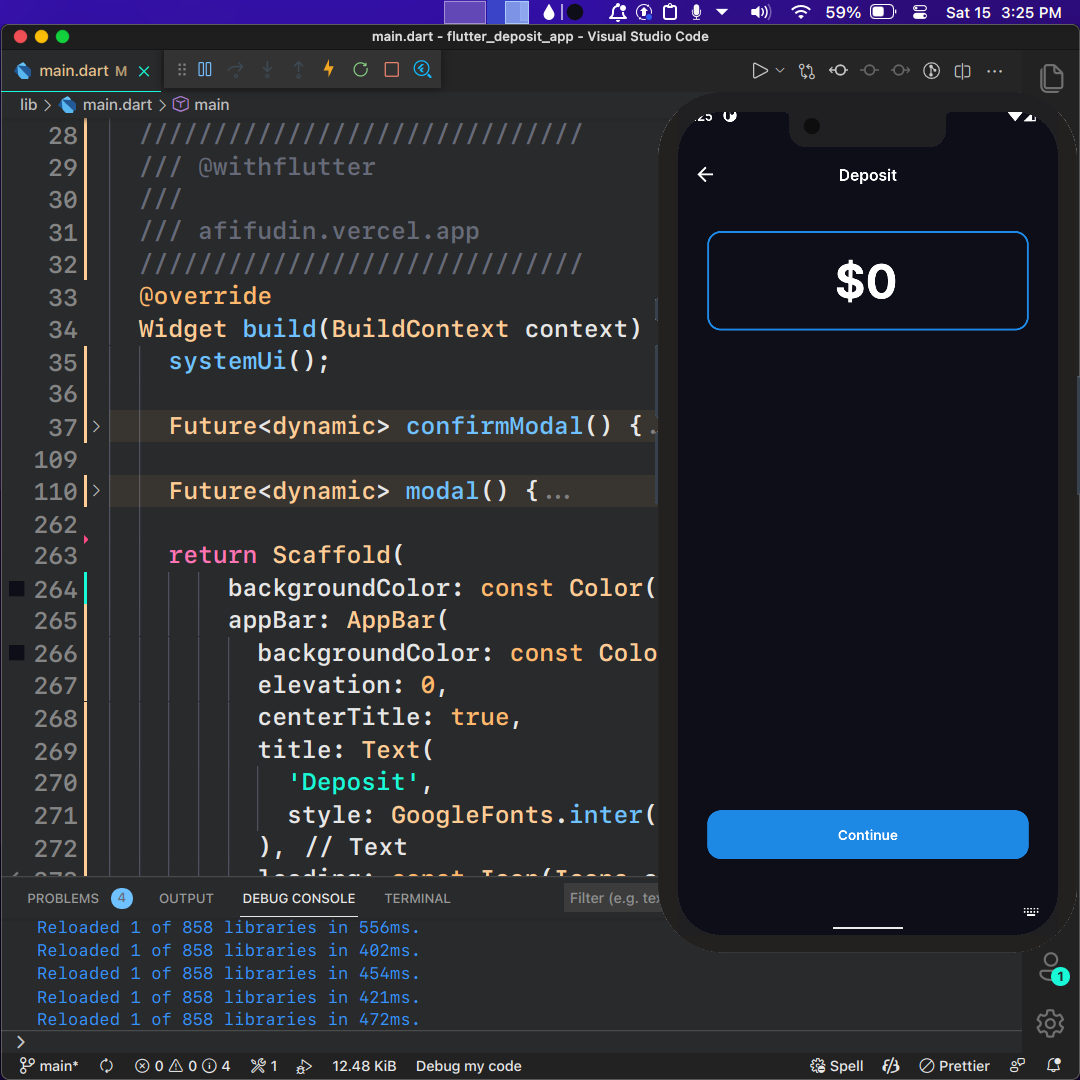 59%
Sat 15 3:25 PM
main.dart - flutter_deposit_app - Visual Studio Code
main.dart M
lib > main.dart > main
28 //////////////////////////////
29 /// @withflutter
30 ///
31 /// afifudin.vercel.app
32 //////////////////////////////
33 @override
34 Widget build(BuildContext context)
35 systemUi();
36
37 Future<dynamic> confirmModal() {
109
110 Future<dynamic> modal() {...
262
263 return Scaffold(
264 backgroundColor: const Color(
265 appBar: AppBar(
266 backgroundColor: const Colo
267 elevation: 0,
268 centerTitle: true,
269 title: Text(
270 'Deposit',
271 style: GoogleFonts.inter(
272 ), // Text
:25
Deposit
$0
Continue
PROBLEMS 4 OUTPUT DEBUG CONSOLE TERMINAL Filter (e.g. te
Reloaded 1 of 858 libraries in 556ms.
Reloaded 1 of 858 libraries in 402ms.
Reloaded 1 of 858 libraries in 454ms.
Reloaded 1 of 858 libraries in 421ms.
Reloaded 1 of 858 libraries in 472ms.
1
>
main* 0 0 4 1 12.48 KiB Debug my code Spell Prettier